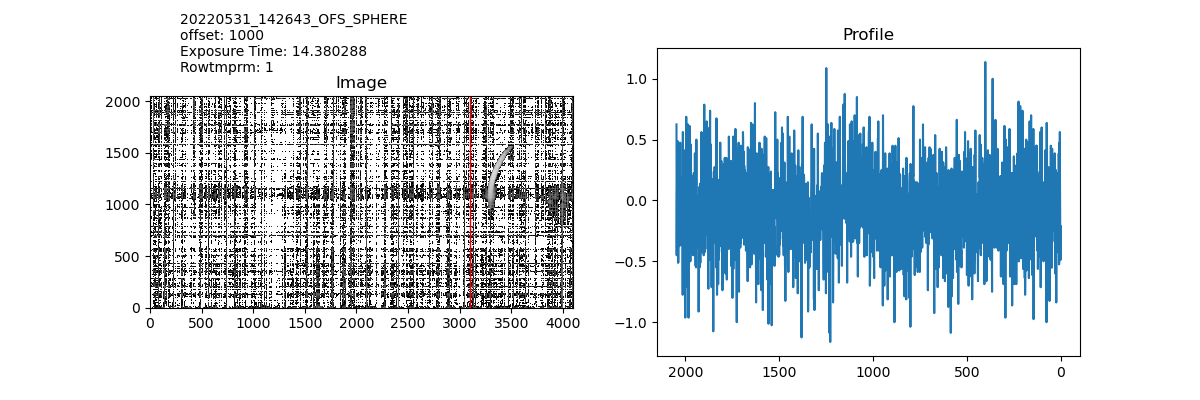 20220531_142643_OFS_SPHERE
offset: 1000
Exposure Time: 14.380288
Rowtmprm: 1
Image
2000
1500
1000
500
0
0 500 1000 1500 2000 2500 3000 3500 4000
Profile
1.0
0.5
0.0
−0.5
−1.0
2000 1500 1000 500 0